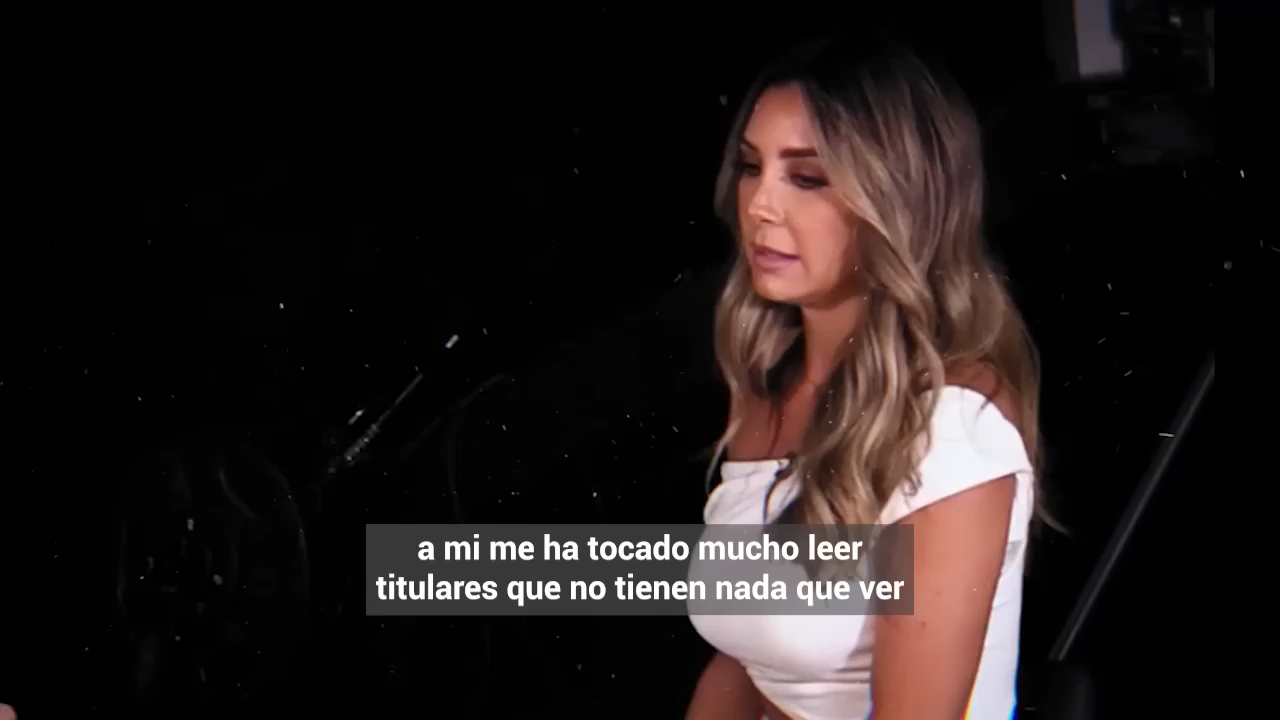 a mi me ha tocado mucho leer
titulares que no tienen nada que ver